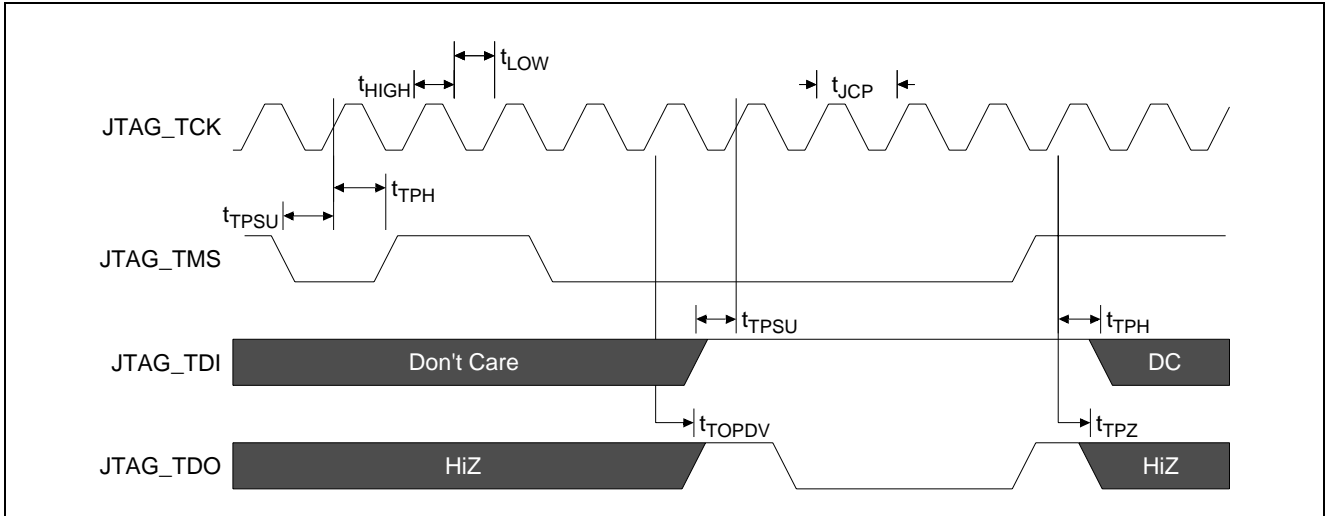 tLOW
tHIGH
tJCP
JTAG_TCK
tTPH
tTPSU
JTAG_TMS
tTPSU
tTPH
JTAG_TDI
Don't Care
DC
tTOPDV
tTPZ
JTAG_TDO
HiZ
HiZ